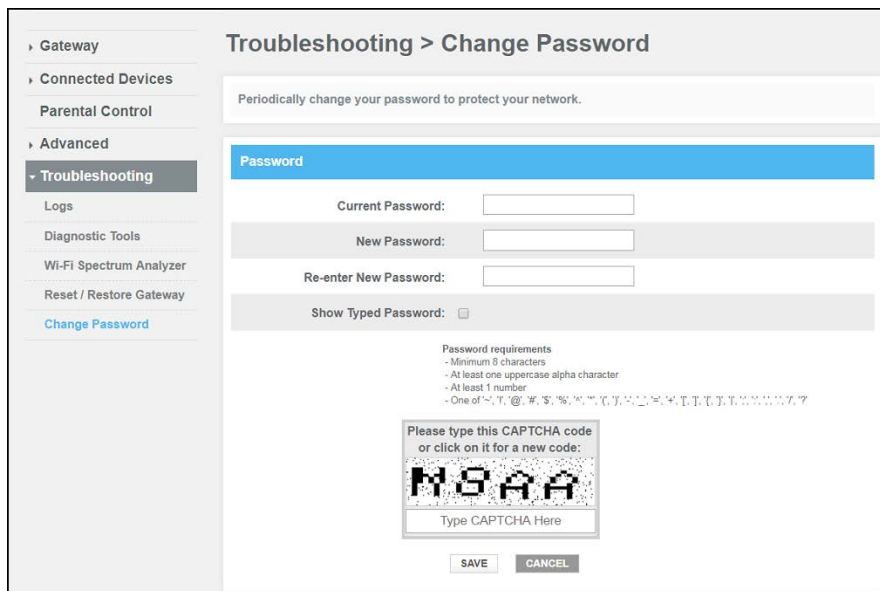 Troubleshooting > Change Password
Gateway
Connected Devices
Parental Control
Advanced
Troubleshooting
Logs
Diagnostic Tools
Wi-Fi Spectrum Analyzer
Reset / Restore Gateway
Change Password
Periodically change your password to protect your network.
Password
Current Password:
New Password:
Re-enter New Password:
Show Typed Password:
Password requirements
- Minimum 8 characters
- At least one uppercase alpha character
- At least 1 number
- One of '~', '!', '@', '#', '$', '%', '^', '*', '(', ')', '-', '_', '=', '+', '[', ']', '{', '}', '|', ';', ':', ',', '.', '/', '?'
Please type this CAPTCHA code
or click on it for a new code:
MSAA
Type CAPTCHA Here
SAVE
CANCEL